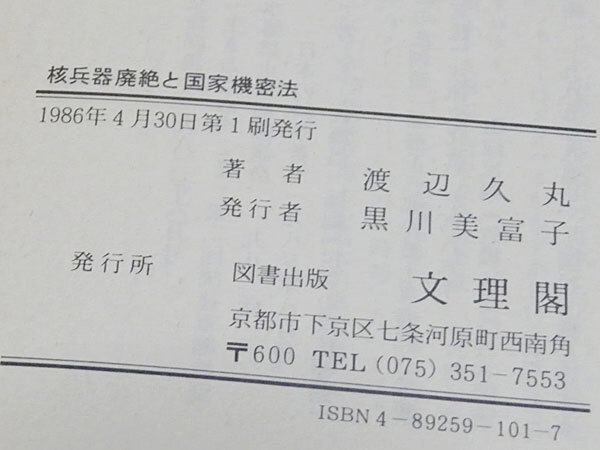 核兵器廃絶と国家機密法
1986年4月30日第1刷発行
著者 渡辺久丸
発行者 黒川美富子
発行所 図書出版 文理閣
京都市下京区七条河原町西南角
〒600 TEL(075)351-7553
ISBN4-89259-101-7